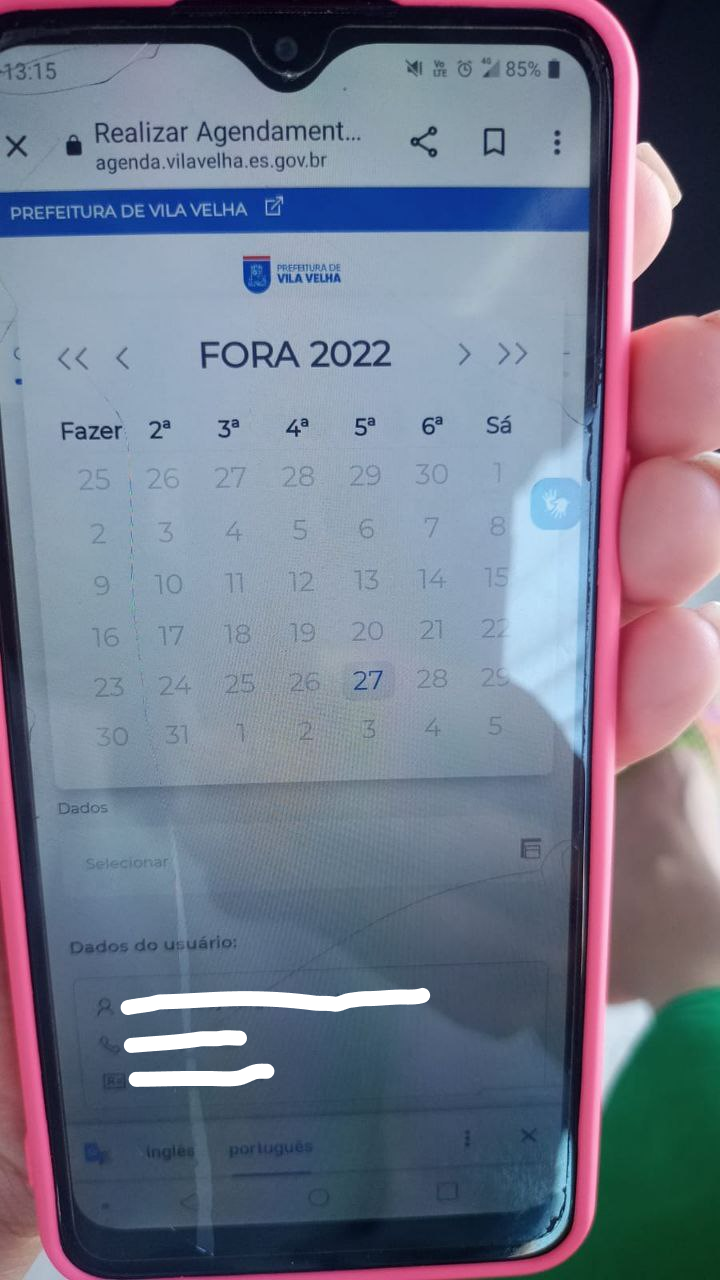 13:15 Vo LTE 4G 85%
Realizar Agendament...
agenda.vilavelha.es.gov.br
PREFEITURA DE VILA VELHA
PREFEITURA DE
VILA VELHA
<< < FORA 2022 > >>
Fazer 2ª 3ª 4ª 5ª 6ª Sá
25 26 27 28 29 30 1
2 3 4 5 6 7 8
9 10 11 12 13 14 15
16 17 18 19 20 21 22
23 24 25 26 27 28 29
30 31 1 2 3 4 5
Dados
Selecionar
Dados do usuário:
inglês português